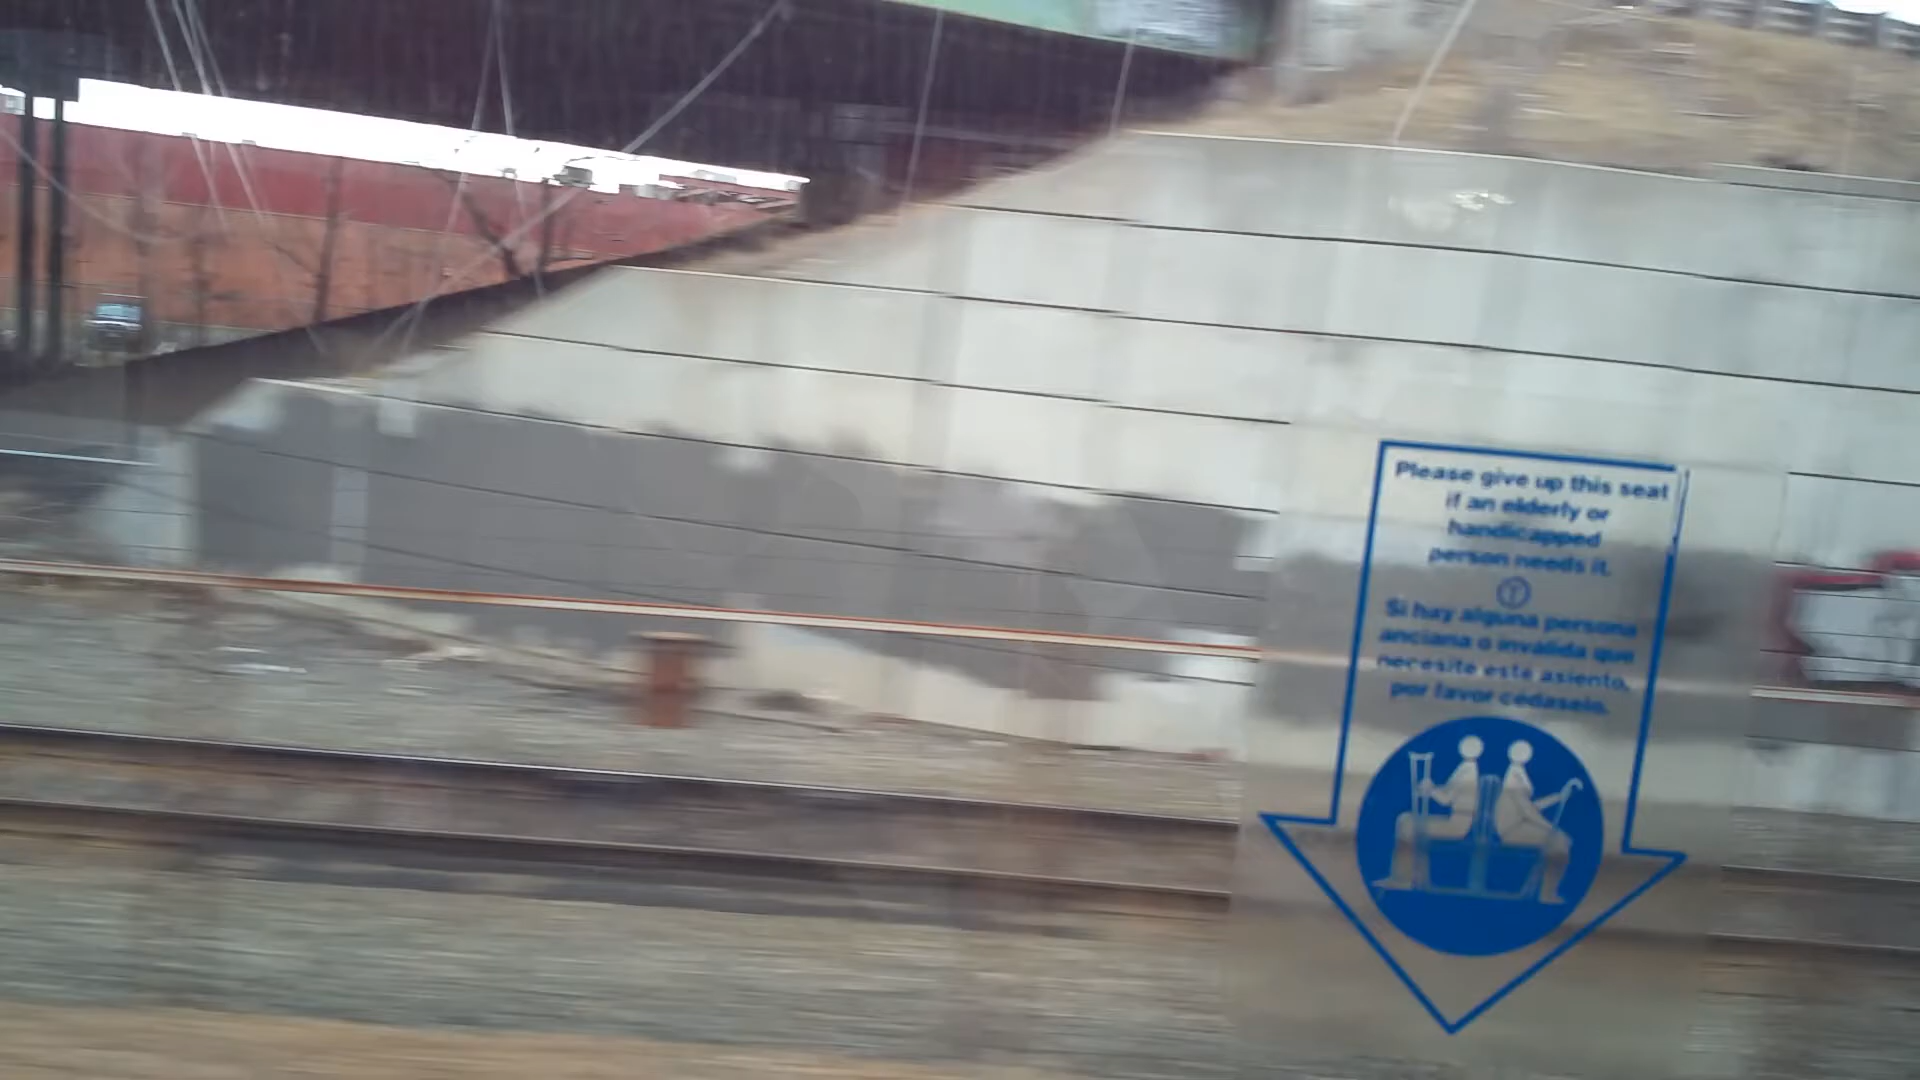 Please give up this seat
if an elderly or
handicapped
person needs it.
T
Si hay alguna persona
anciana o inválida que
necesite este asiento,
por favor cédaselo.